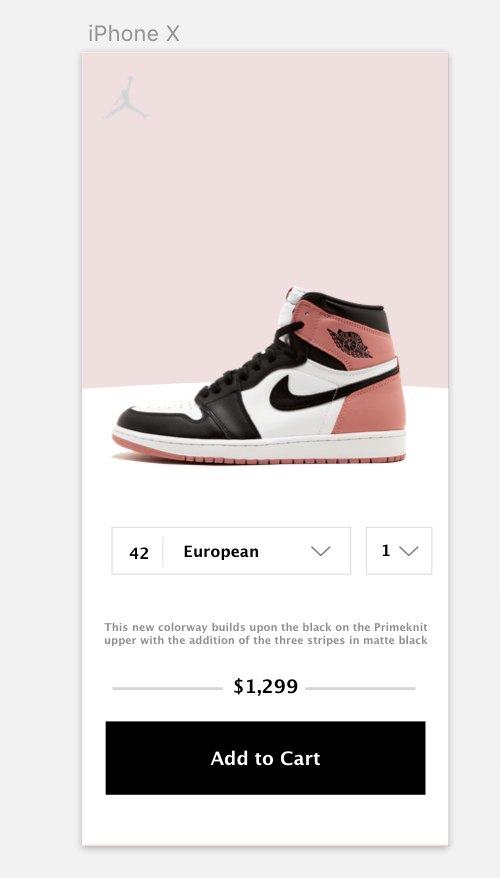 iPhone X
42 European 1
This new colorway builds upon the black on the Primeknit
upper with the addition of the three stripes in matte black
$1,299
Add to Cart